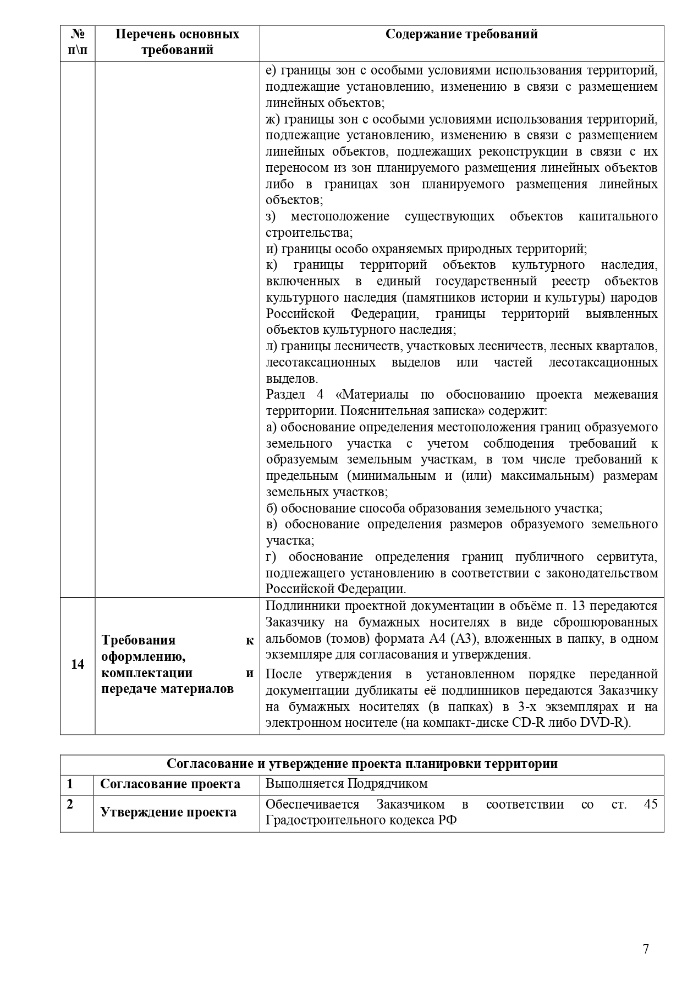 № п\п
Перечень основных требований
Содержание требований
е) границы зон с особыми условиями использования территорий,
подлежащие установлению, изменению в связи с размещением
линейных объектов;
ж) границы зон с особыми условиями использования территорий,
подлежащие установлению, изменению в связи с размещением
линейных объектов, подлежащих реконструкции в связи с их
переносом из зон планируемого размещения линейных объектов
либо в границах зон планируемого размещения линейных
объектов;
з) местоположение существующих объектов капитального
строительства;
и) границы особо охраняемых природных территорий;
к) границы территорий объектов культурного наследия,
включенных в единый государственный реестр объектов
культурного наследия (памятников истории и культуры) народов
Российской Федерации, границы территорий выявленных
объектов культурного наследия;
л) границы лесничеств, участковых лесничеств, лесных кварталов,
лесотаксационных выделов или частей лесотаксационных
выделов.
Раздел 4 «Материалы по обоснованию проекта межевания
территории. Пояснительная записка» содержит:
а) обоснование определения местоположения границ образуемого
земельного участка с учетом соблюдения требований к
образуемым земельным участкам, в том числе требований к
предельным (минимальным и (или) максимальным) размерам
земельных участков;
б) обоснование способа образования земельного участка;
в) обоснование определения размеров образуемого земельного
участка;
г) обоснование определения границ публичного сервитута,
подлежащего установлению в соответствии с законодательством
Российской Федерации.
14
Требования к
оформлению,
комплектации и
передаче материалов
Подлинники проектной документации в объёме п. 13 передаются
Заказчику на бумажных носителях в виде сброшюрованных
альбомов (томов) формата А4 (А3), вложенных в папку, в одном
экземпляре для согласования и утверждения.
После утверждения в установленном порядке переданной
документации дубликаты её подлинников передаются Заказчику
на бумажных носителях (в папках) в 3-х экземплярах и на
электронном носителе (на компакт-диске CD-R либо DVD-R).
Согласование и утверждение проекта планировки территории
1
Согласование проекта
Выполняется Подрядчиком
2
Утверждение проекта
Обеспечивается Заказчиком в соответствии со ст. 45
Градостроительного кодекса РФ
7